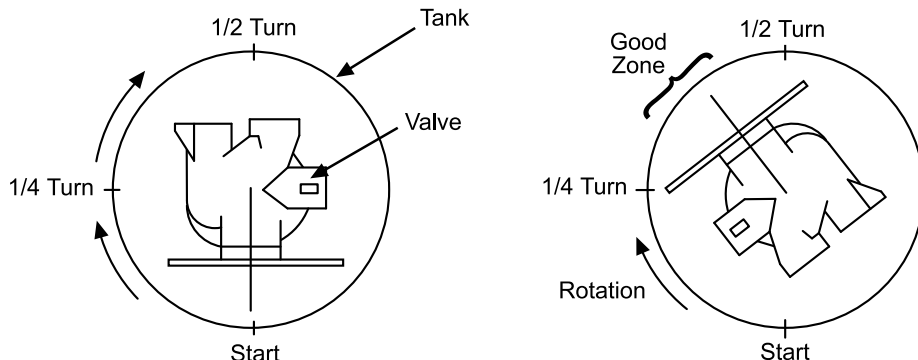 1/2 Turn
Tank
Valve
1/4 Turn
Start
Good
Zone
1/2 Turn
1/4 Turn
Rotation
Start